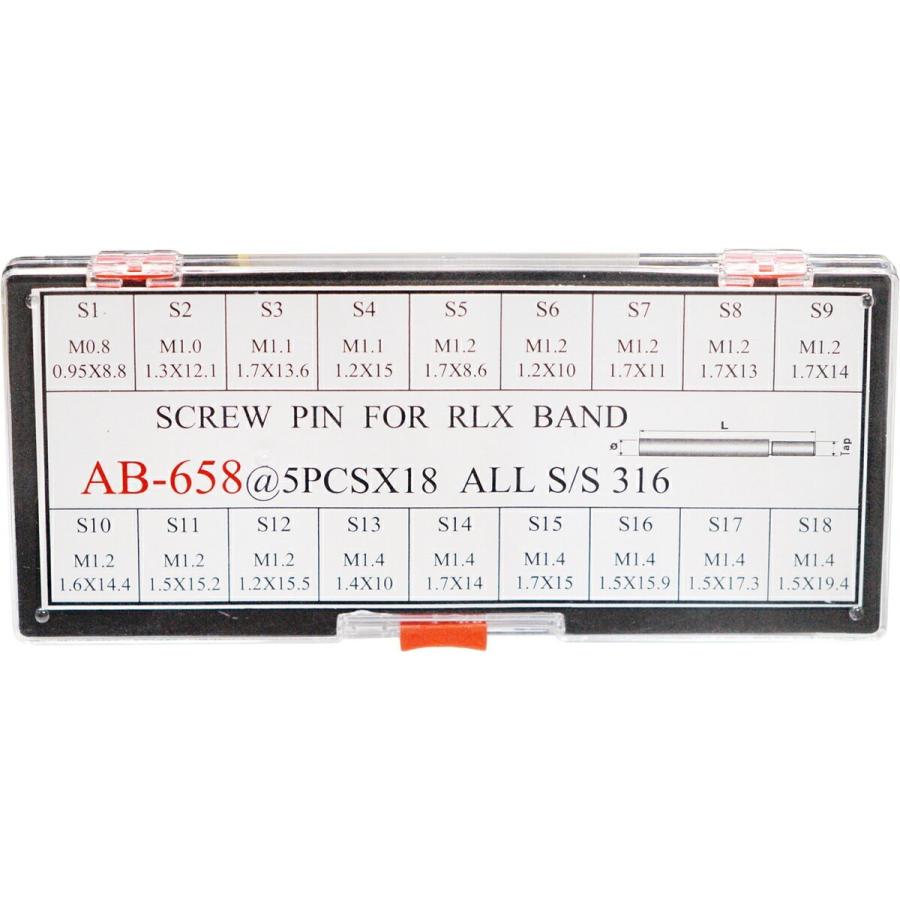 S1 S2 S3 S4 S5 S6 S7 S8 S9
M0.8 M1.0 M1.1 M1.1 M1.2 M1.2 M1.2 M1.2 M1.2
0.95X8.8 1.3X12.1 1.7X13.6 1.2X15 1.7X8.6 1.2X10 1.7X11 1.7X13 1.7X14
SCREW PIN FOR RLX BAND
L
Ø Tap
AB-658@5PCSX18 ALL S/S 316
S10 S11 S12 S13 S14 S15 S16 S17 S18
M1.2 M1.2 M1.2 M1.4 M1.4 M1.4 M1.4 M1.4 M1.4
1.6X14.4 1.5X15.2 1.2X15.5 1.4X10 1.7X14 1.7X15 1.5X15.9 1.5X17.3 1.5X19.4